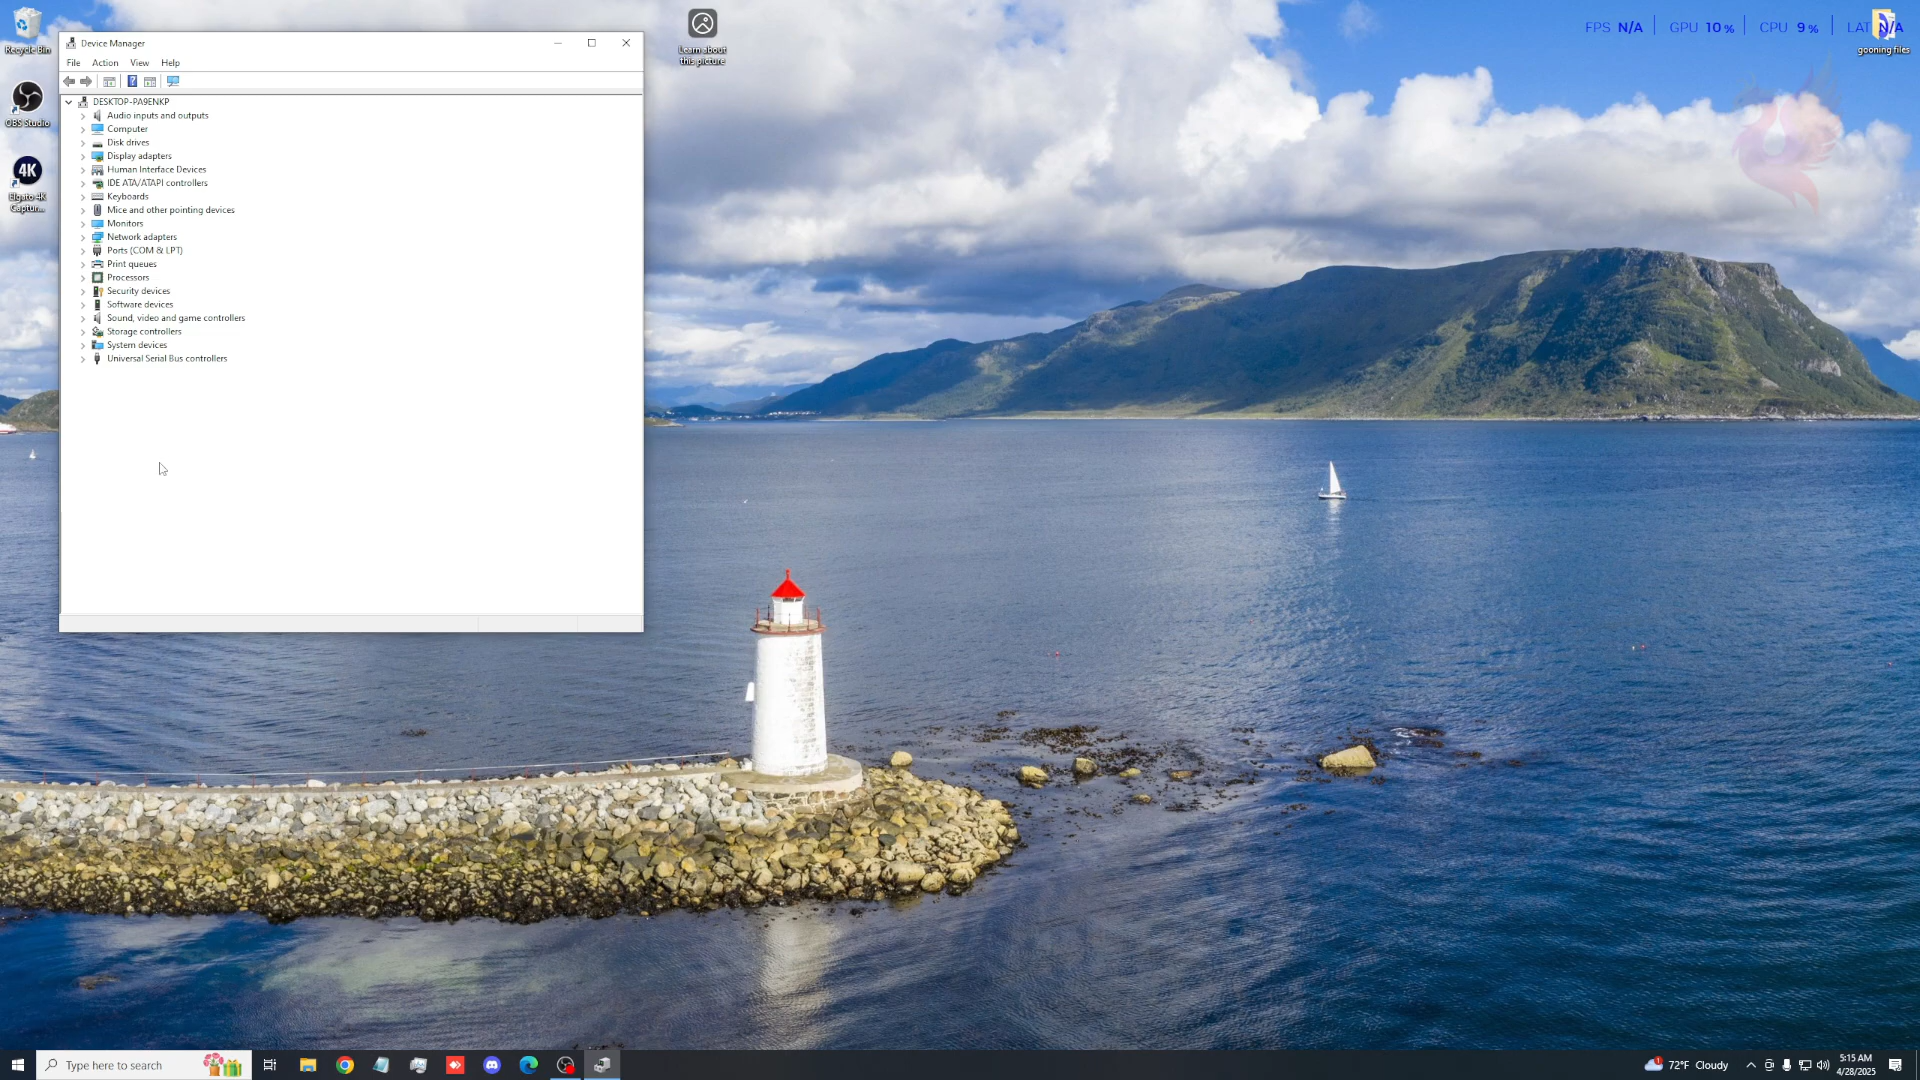 Recycle Bin
OBS Studio
4K
Elgato 4K
Captur...
Device Manager
File Action View Help
DESKTOP-PA9ENKP
Audio inputs and outputs
Computer
Disk drives
Display adapters
Human Interface Devices
IDE ATA/ATAPI controllers
Keyboards
Mice and other pointing devices
Monitors
Network adapters
Ports (COM & LPT)
Print queues
Processors
Security devices
Software devices
Sound, video and game controllers
Storage controllers
System devices
Universal Serial Bus controllers
Learn about
this picture
FPS N/A GPU 10 % CPU 9 % LAT N/A
gooning files
Type here to search
1
72°F Cloudy
5:15 AM
4/28/2025